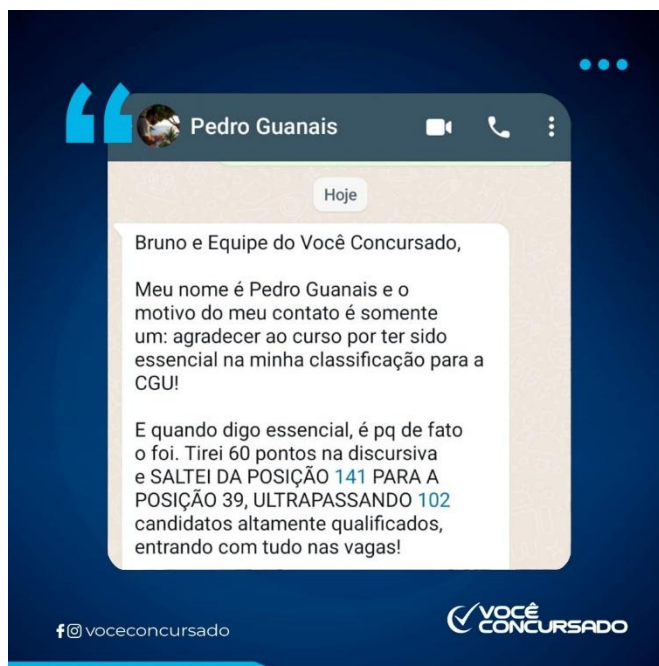 Pedro Guanais
Hoje
Bruno e Equipe do Você Concursado,
Meu nome é Pedro Guanais e o
motivo do meu contato é somente
um: agradecer ao curso por ter sido
essencial na minha classificação para a
CGU!
E quando digo essencial, é pq de fato
o foi. Tirei 60 pontos na discursiva
e SALTEI DA POSIÇÃO 141 PARA A
POSIÇÃO 39, ULTRAPASSANDO 102
candidatos altamente qualificados,
entrando com tudo nas vagas!
voceconcursado
VOCÊ
CONCURSADO